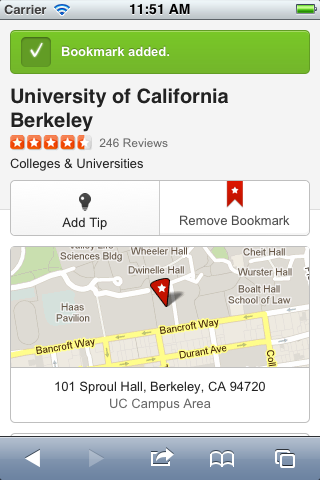 Carrier 11:51 AM
Bookmark added.
University of California
Berkeley
246 Reviews
Colleges & Universities
Add Tip
Remove Bookmark
Sciences Bldg
Wheeler Hall
Cheit Hall
Dwinelle Hall
Wurster Hall
Boalt Hall
School of Law
Haas
Pavilion
Bancroft Way
Bancroft Way
Durant Ave
101 Sproul Hall, Berkeley, CA 94720
UC Campus Area